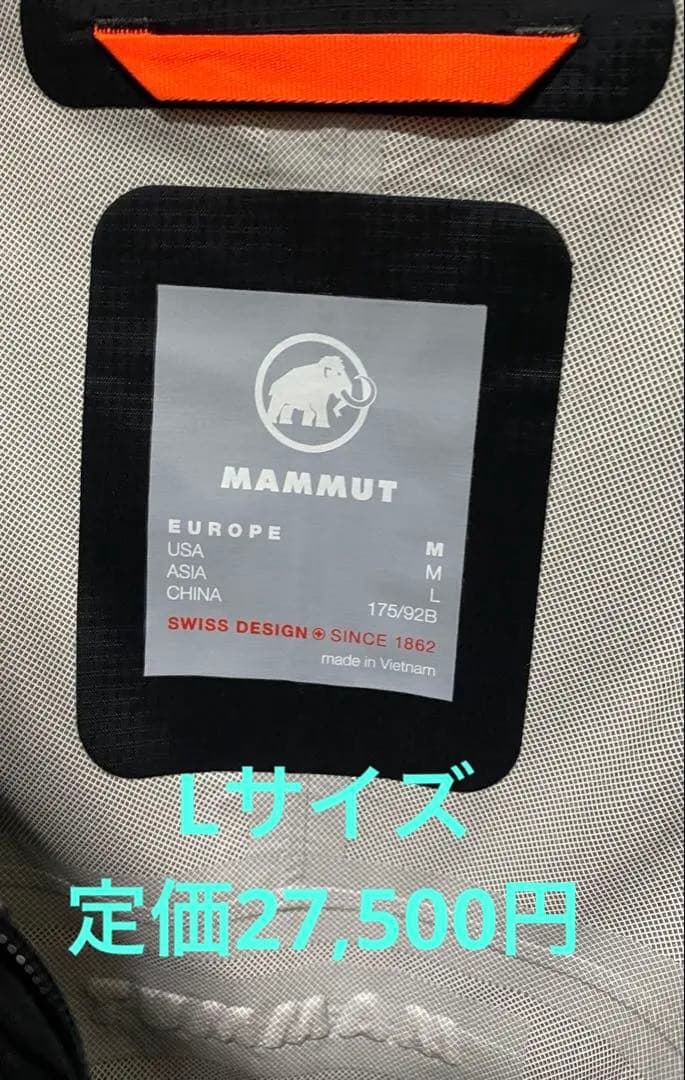 MAMMUT
EUROPE M
USA M
ASIA L
CHINA 175/92B
SWISS DESIGN SINCE 1862
made in Vietnam
Lサイズ
定価27,500円